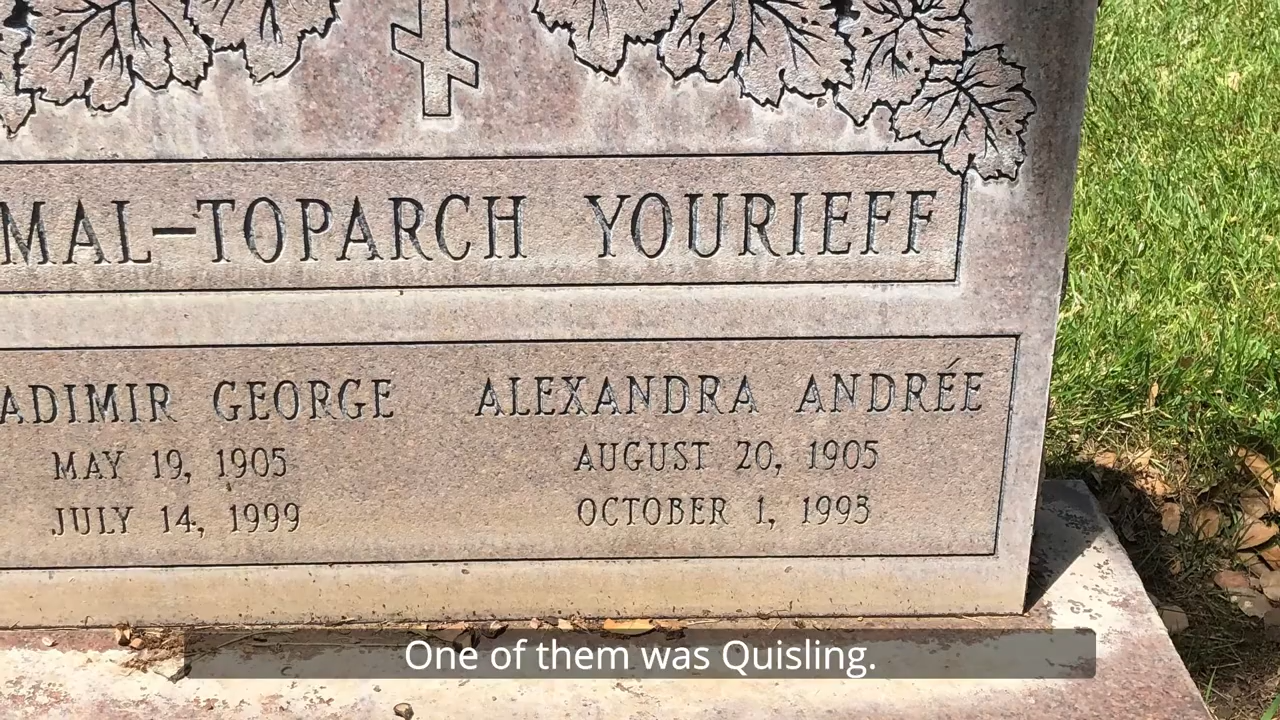 MAL-TOPARCH YOURIEFF
ADIMIR GEORGE
MAY 19, 1905
JULY 14, 1999
ALEXANDRA ANDRÉE
AUGUST 20, 1905
OCTOBER 1, 1993
One of them was Quisling.